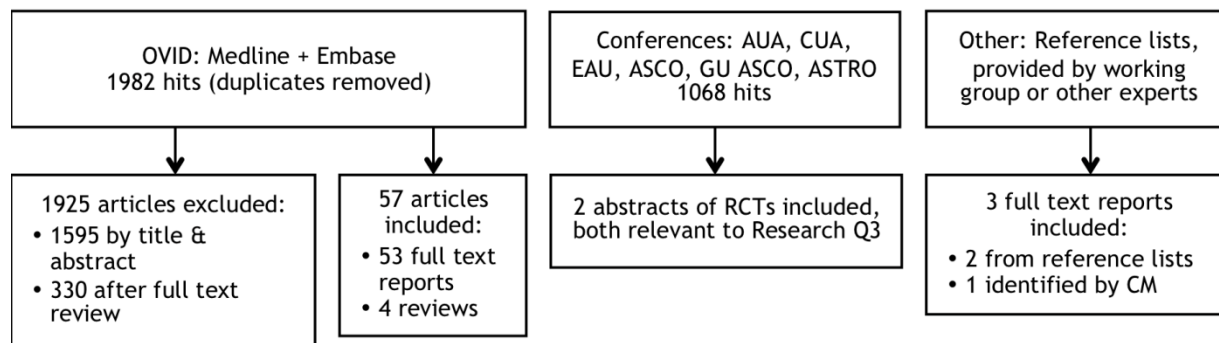 OVID: Medline + Embase
1982 hits (duplicates removed)
Conferences: AUA, CUA,
EAU, ASCO, GU ASCO, ASTRO
1068 hits
Other: Reference lists,
provided by working
group or other experts
1925 articles excluded:
• 1595 by title &
abstract
• 330 after full text
review
57 articles
included:
• 53 full text
reports
• 4 reviews
2 abstracts of RCTs included,
both relevant to Research Q3
3 full text reports
included:
• 2 from reference lists
• 1 identified by CM